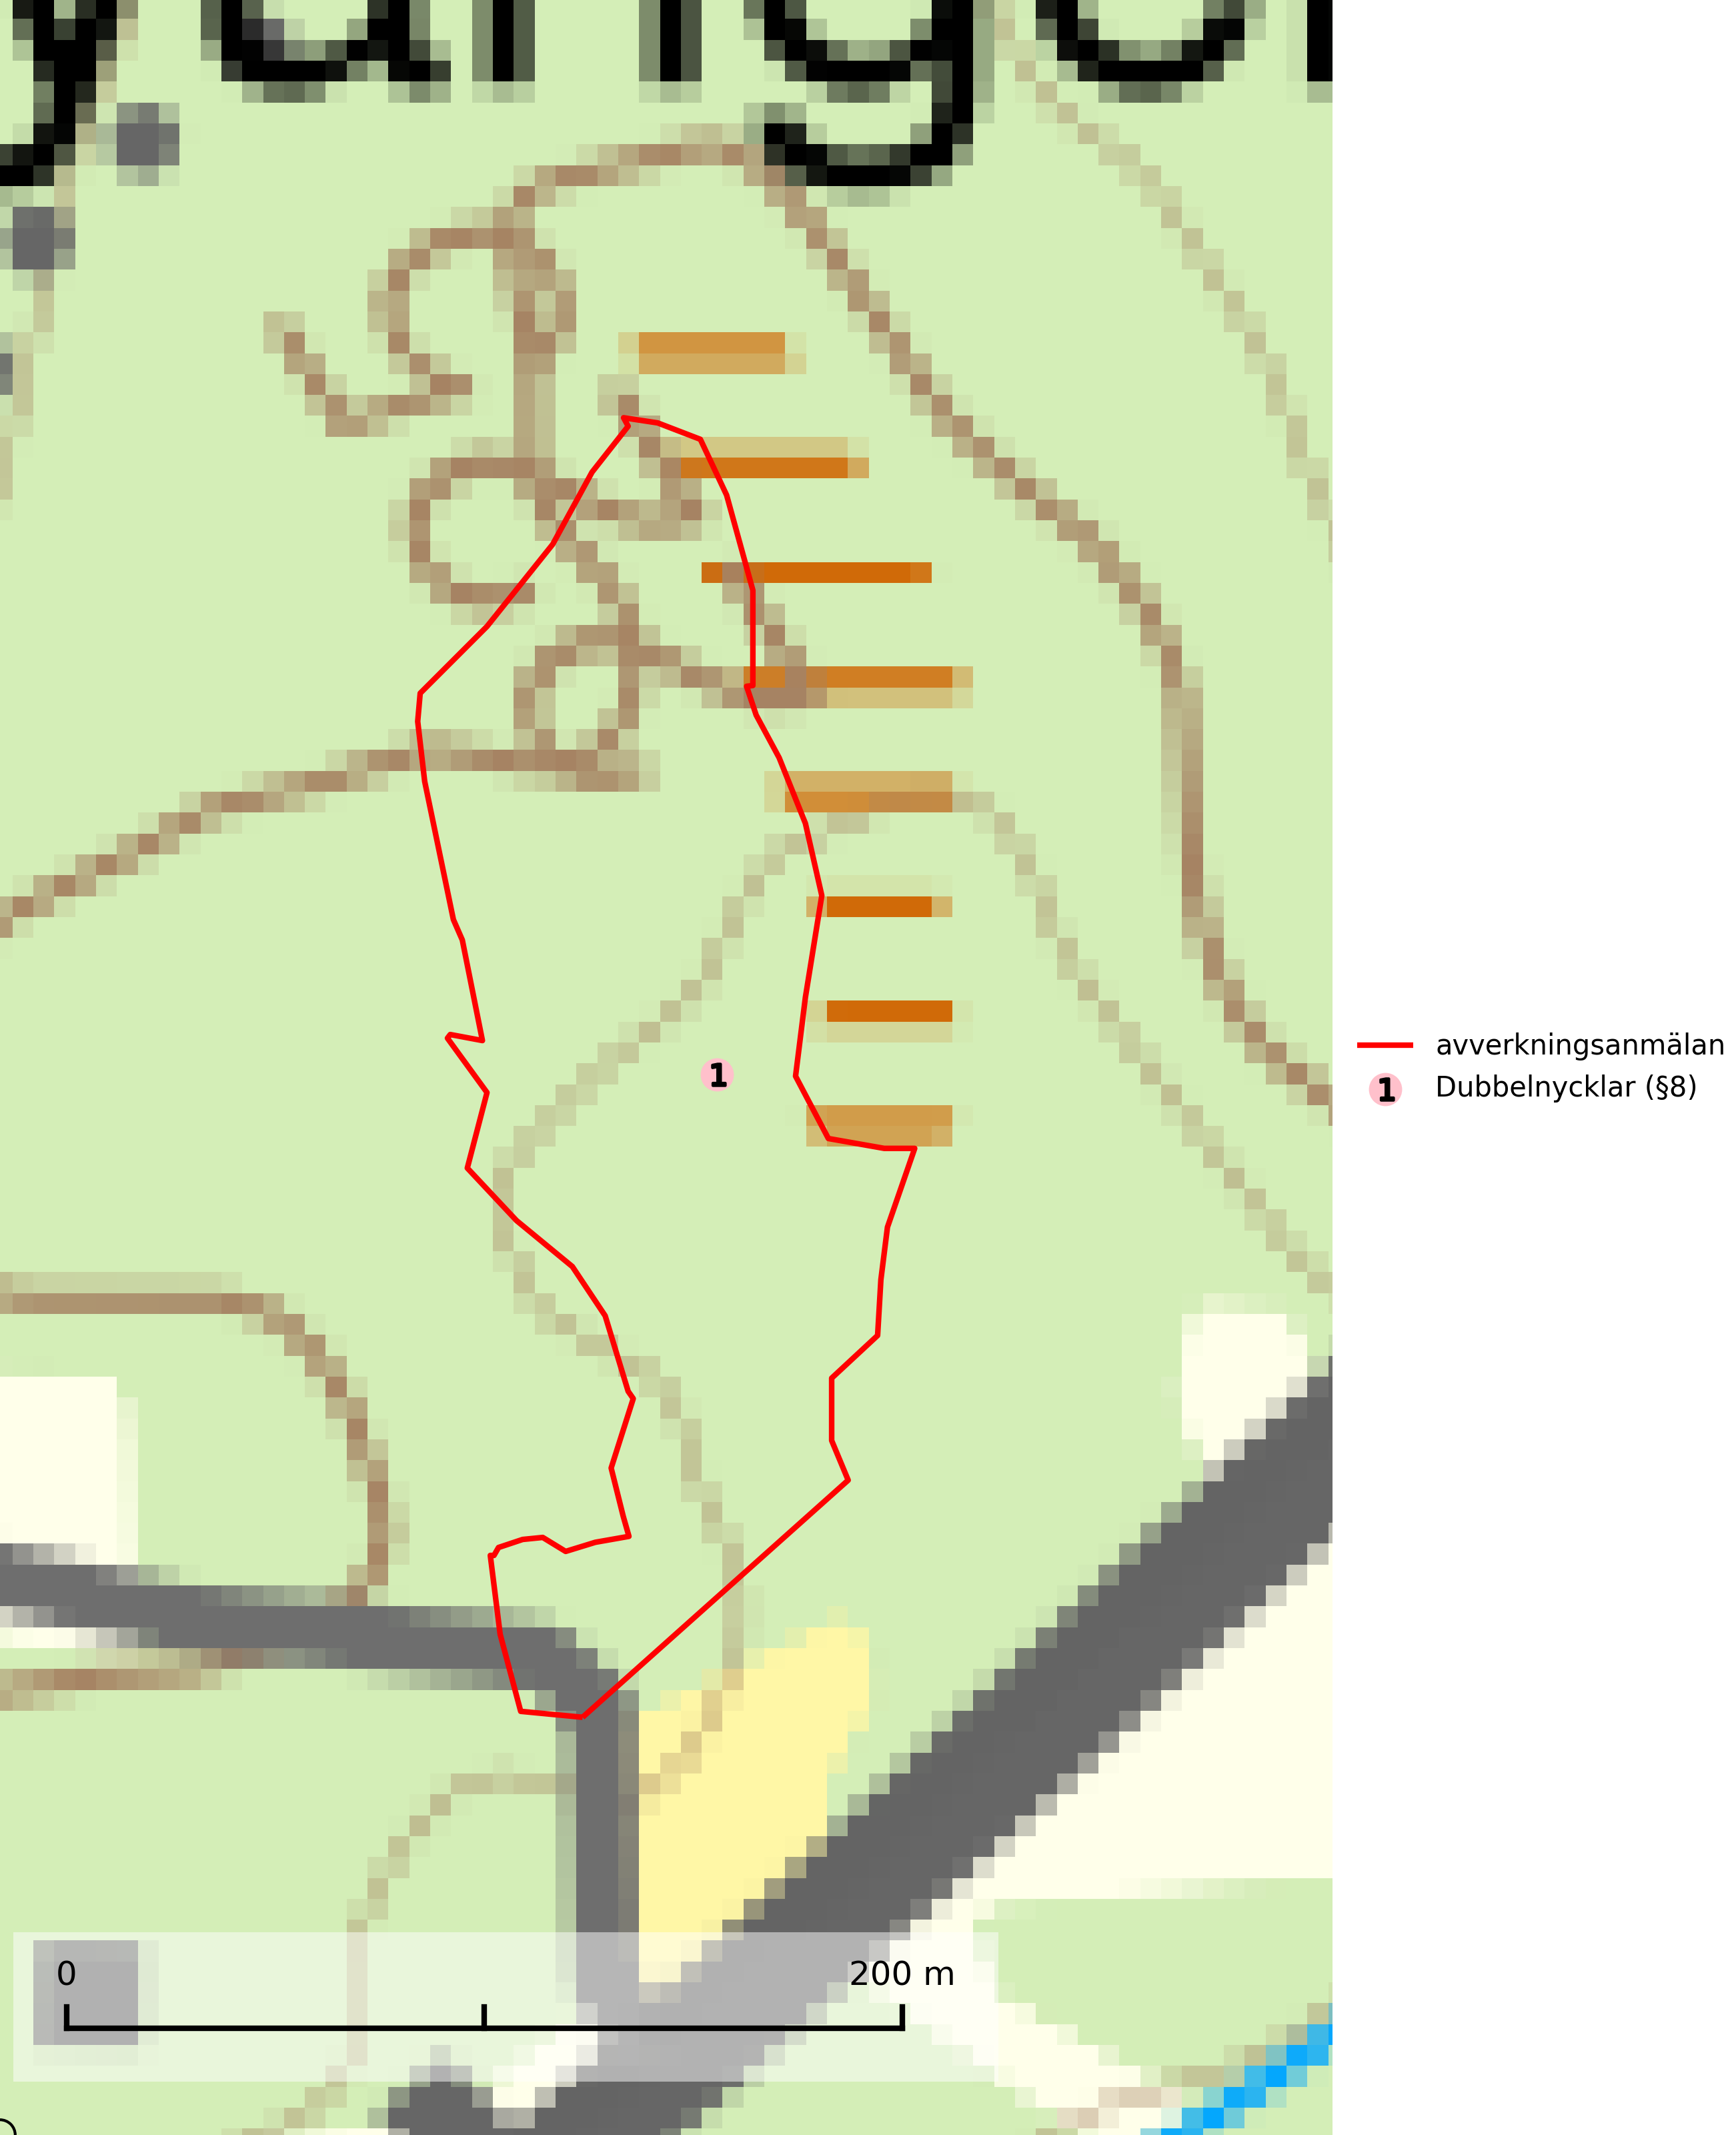 1
avverkningsanmälan
1 Dubbelnycklar (§8)
0 200 m